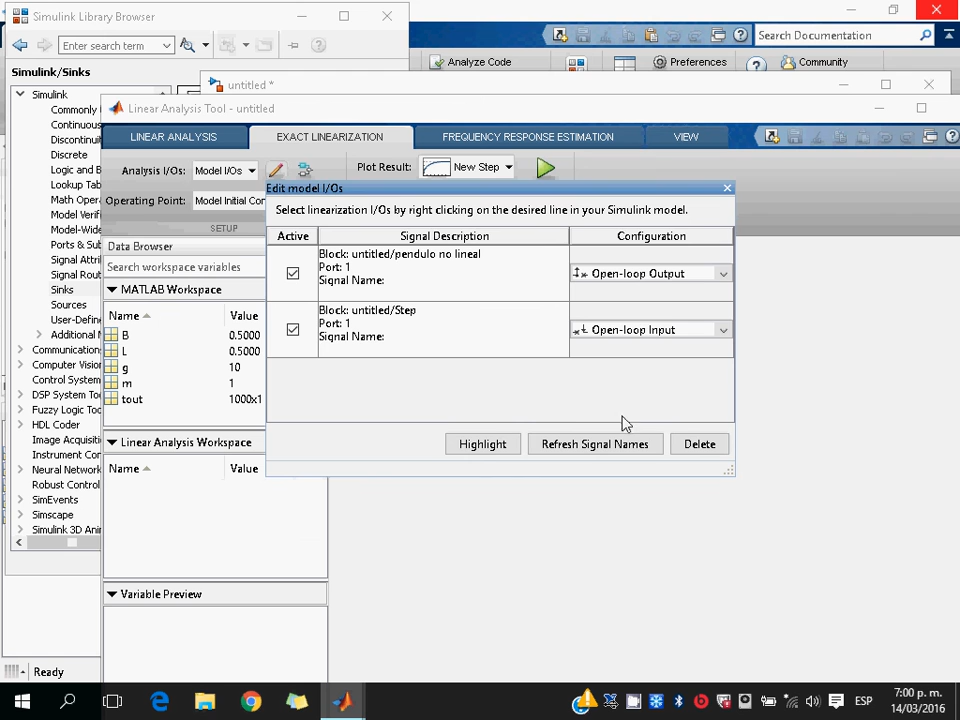 Simulink Library Browser
Enter search term
Search Documentation
Simulink/Sinks
Analyze Code
Preferences
Community
untitled *
Simulink
Commonly
Continuous
Discontinui
Discrete
Logic and B
Lookup Tab
Math Opera
Model Verif
Model-Wide
Ports & Sub
Signal Attri
Signal Rout
Sinks
Sources
User-Define
Additional
Communication
Computer Vision
Control System
DSP System To
Fuzzy Logic Too
HDL Coder
Image Acquisiti
Instrument Cor
Neural Network
Robust Control
SimEvents
Simscape
Simulink 3D Ani
Ready
Linear Analysis Tool - untitled
LINEAR ANALYSIS
EXACT LINEARIZATION
FREQUENCY RESPONSE ESTIMATION
VIEW
Analysis I/Os:
Model I/Os
Plot Result:
New Step
Operating Point:
Model Initial Con
SETUP
Data Browser
Search workspace variables
MATLAB Workspace
Name
Value
B
0.5000
L
0.5000
g
10
m
1
tout
1000x1
Linear Analysis Workspace
Name
Value
Variable Preview
Edit model I/Os
Select linearization I/Os by right clicking on the desired line in your Simulink model.
Active
Signal Description
Configuration
Block: untitled/pendulo no lineal
Port: 1
Signal Name:
Open-loop Output
Block: untitled/Step
Port: 1
Signal Name:
Open-loop Input
Highlight
Refresh Signal Names
Delete
ESP
7:00 p. m.
14/03/2016